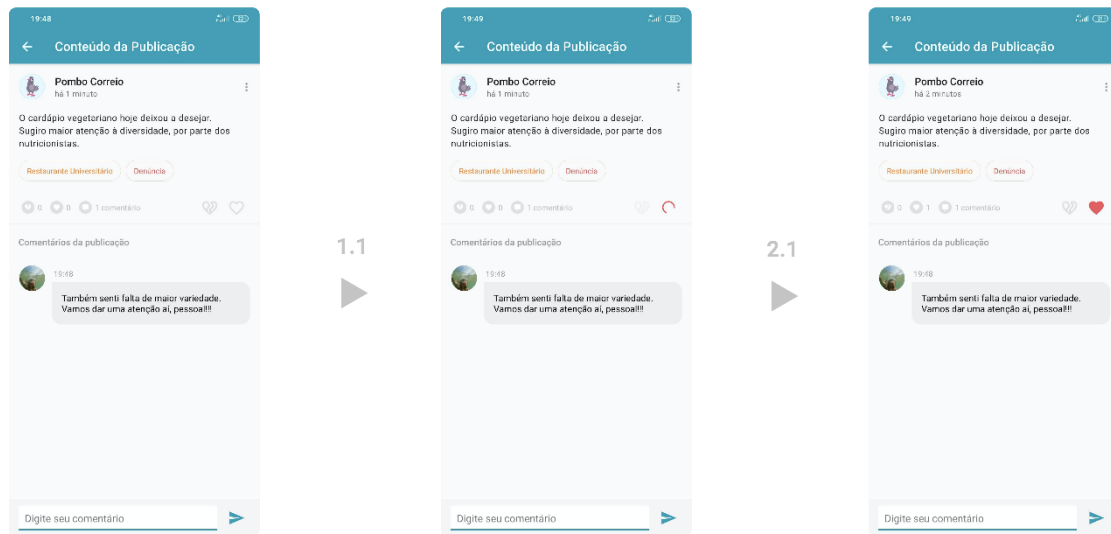 19:48
Conteúdo da Publicação
Pombo Correio
há 1 minuto
O cardápio vegetariano hoje deixou a desejar.
Sugiro maior atenção à diversidade, por parte dos
nutricionistas.
Restaurante Universitário
Denúncia
0 0 1 comentário
Comentários da publicação
19:48
Também senti falta de maior variedade.
Vamos dar uma atenção aí, pessoal!!!
Digite seu comentário
1.1
19:49
Conteúdo da Publicação
Pombo Correio
há 1 minuto
O cardápio vegetariano hoje deixou a desejar.
Sugiro maior atenção à diversidade, por parte dos
nutricionistas.
Restaurante Universitário
Denúncia
0 0 1 comentário
Comentários da publicação
19:48
Também senti falta de maior variedade.
Vamos dar uma atenção aí, pessoal!!!
Digite seu comentário
2.1
19:49
Conteúdo da Publicação
Pombo Correio
há 2 minutos
O cardápio vegetariano hoje deixou a desejar.
Sugiro maior atenção à diversidade, por parte dos
nutricionistas.
Restaurante Universitário
Denúncia
0 1 1 comentário
Comentários da publicação
19:48
Também senti falta de maior variedade.
Vamos dar uma atenção aí, pessoal!!!
Digite seu comentário